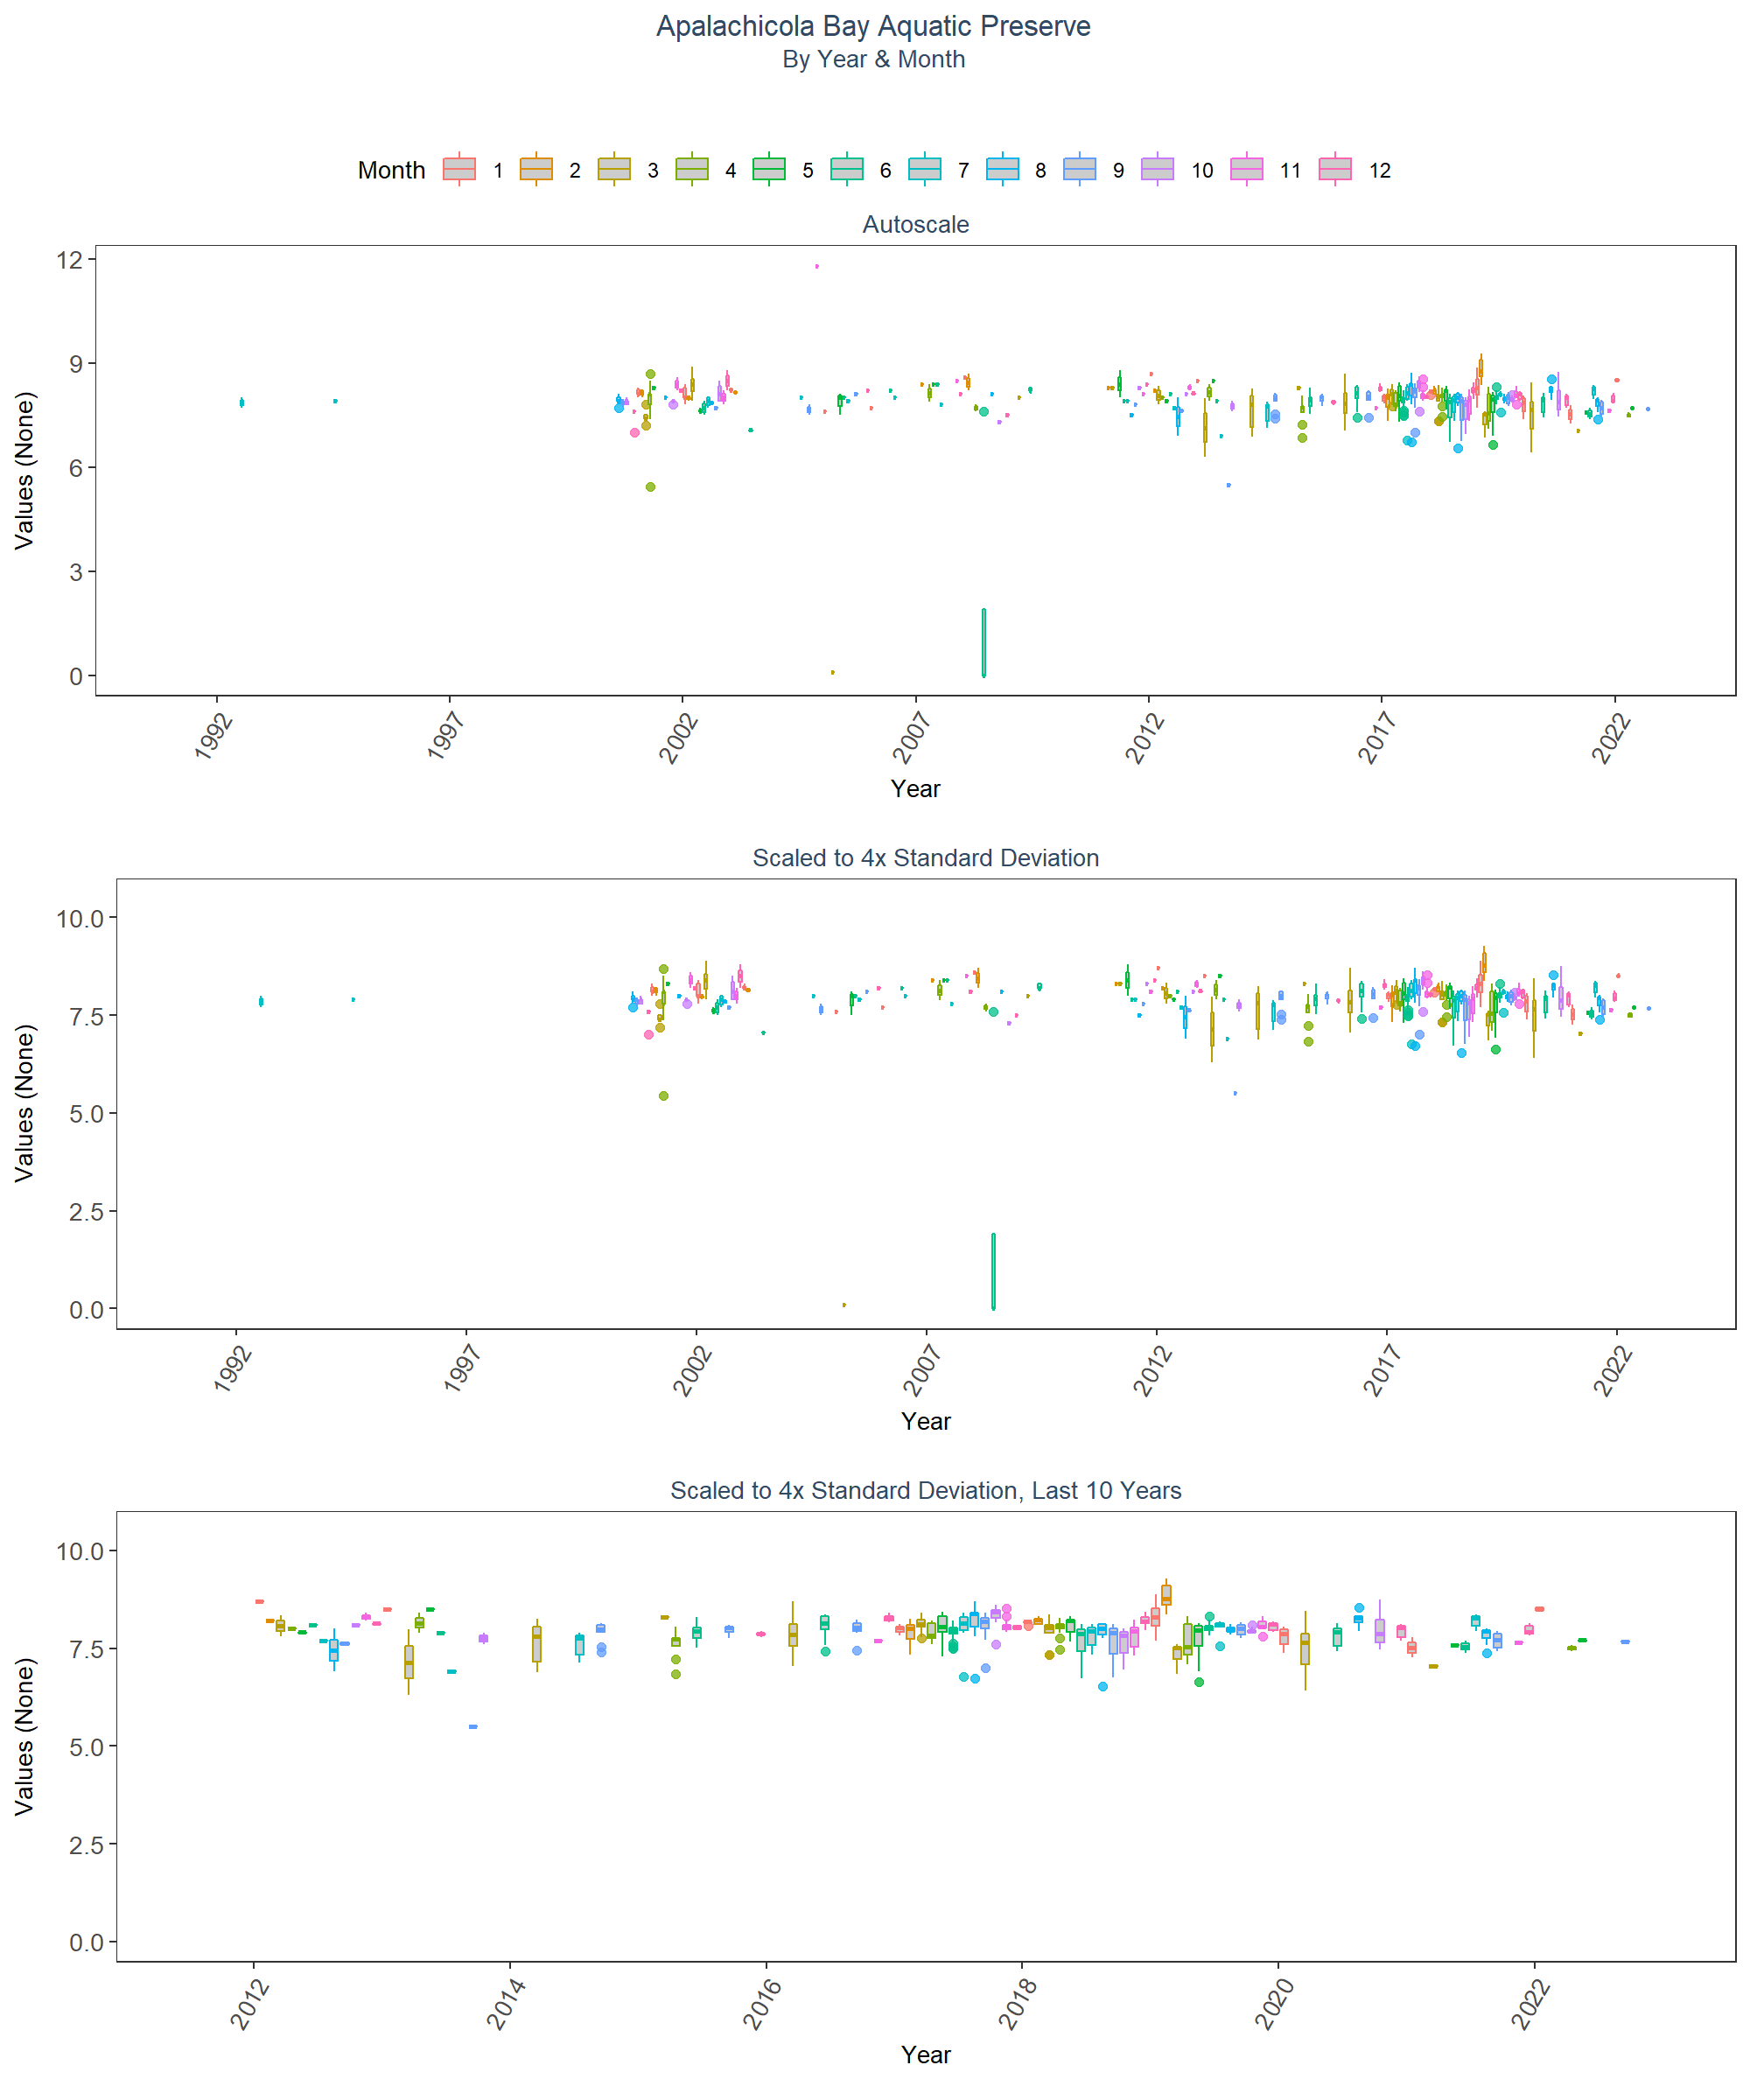 Apalachicola Bay Aquatic Preserve
By Year & Month
Month 1 2 3 4 5 6 7 8 9 10 11 12
Autoscale
12
9
6
3
0
Values (None)
1992 1997 2002 2007 2012 2017 2022
Year
Scaled to 4x Standard Deviation
10.0
7.5
5.0
2.5
0.0
Values (None)
1992 1997 2002 2007 2012 2017 2022
Year
Scaled to 4x Standard Deviation, Last 10 Years
10.0
7.5
5.0
2.5
0.0
Values (None)
2012 2014 2016 2018 2020 2022
Year